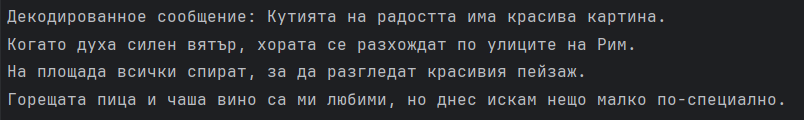 Декодированное сообщение: Кутията на радостта има красива картина.
Когато духа силен вятър, хората се разхождат по улиците на Рим.
На площада всички спират, за да разгледат красивия пейзаж.
Горещата пица и чаша вино са ми любими, но днес искам нещо малко по-специално.